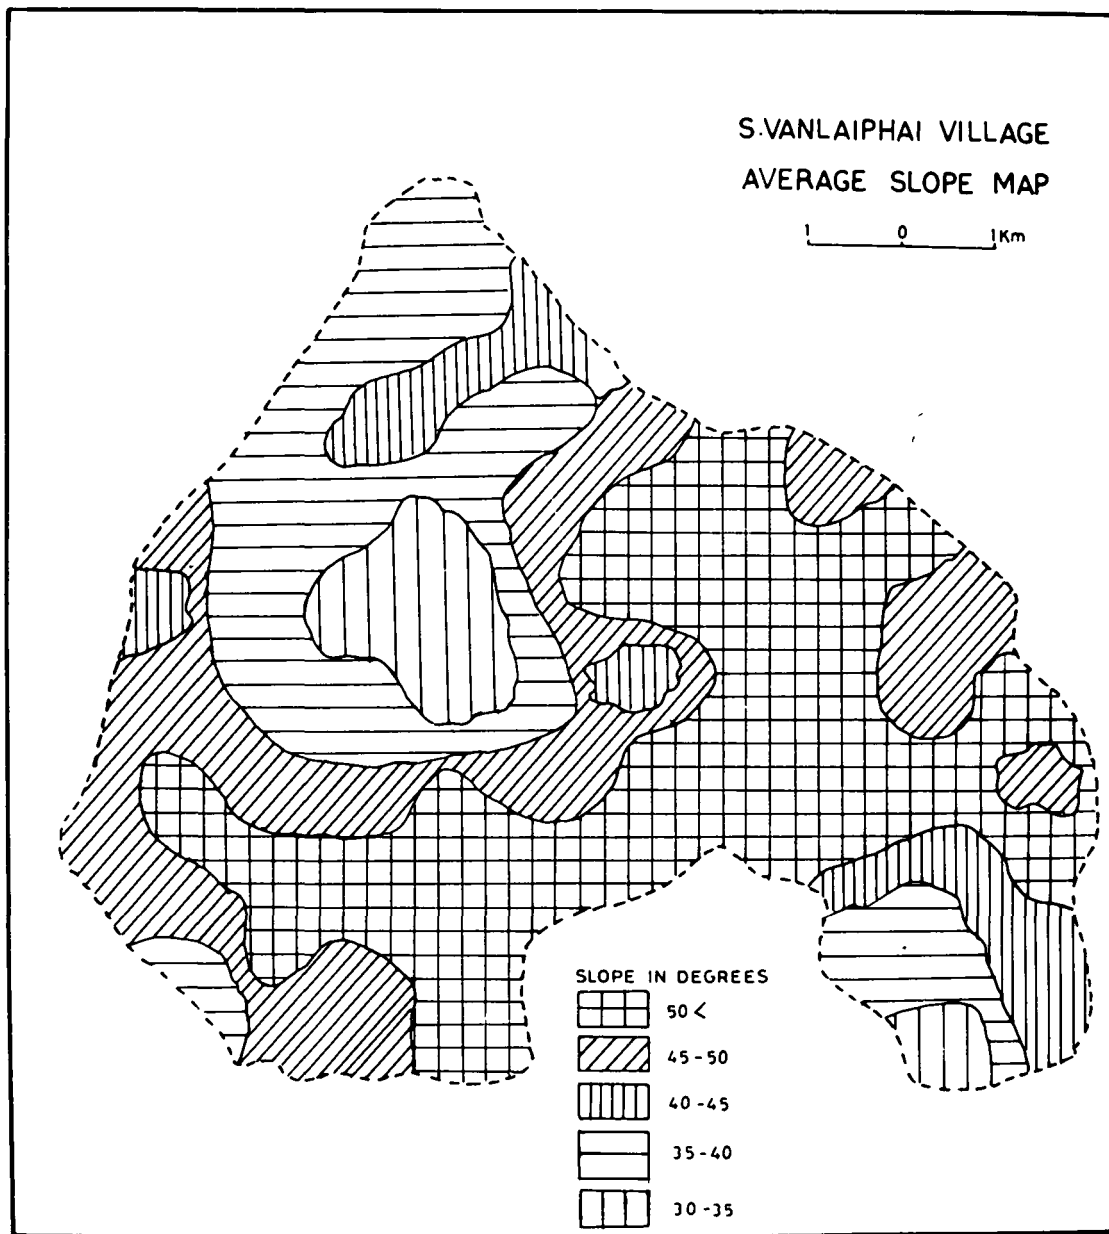 S.VANLAIPHAI VILLAGE
AVERAGE SLOPE MAP
1 0 1Km
SLOPE IN DEGREES
50 <
45-50
40-45
35-40
30-35